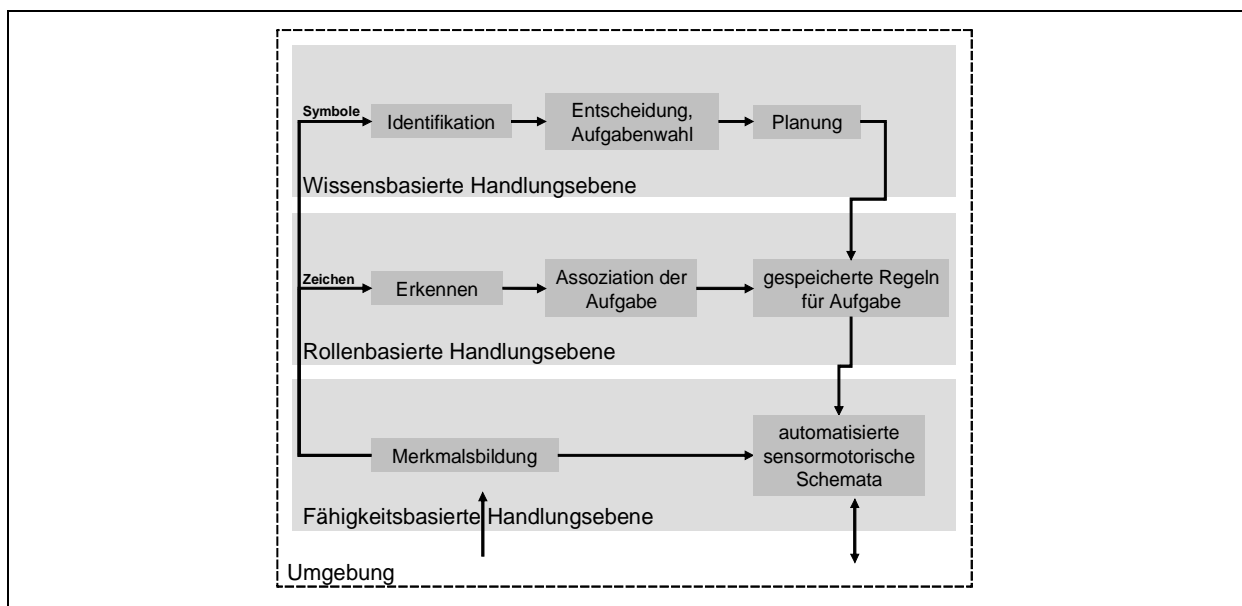 Symbole
Identifikation
Entscheidung,
Aufgabenwahl
Planung
Wissensbasierte Handlungsebene
Zeichen
Erkennen
Assoziation der
Aufgabe
gespeicherte Regeln
für Aufgabe
Rollenbasierte Handlungsebene
Merkmalsbildung
automatisierte
sensormotorische
Schemata
Fähigkeitsbasierte Handlungsebene
Umgebung